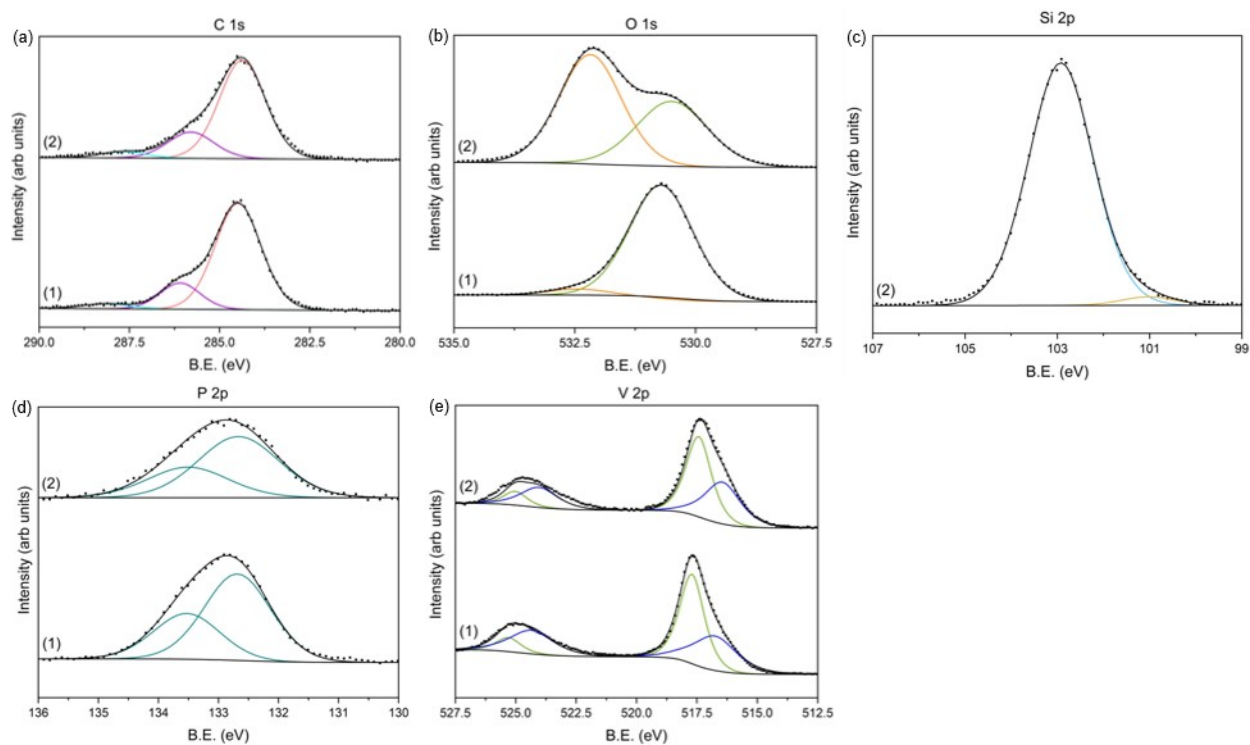 (a)
C 1s
Intensity (arb units)
(2)
(1)
290.0 287.5 285.0 282.5 280.0
B.E. (eV)
(b)
O 1s
Intensity (arb units)
(2)
(1)
535.0 532.5 530.0 527.5
B.E. (eV)
(c)
Si 2p
Intensity (arb units)
(2)
107 105 103 101 99
B.E. (eV)
(d)
P 2p
Intensity (arb units)
(2)
(1)
136 135 134 133 132 131 130
B.E. (eV)
(e)
V 2p
Intensity (arb units)
(2)
(1)
527.5 525.0 522.5 520.0 517.5 515.0 512.5
B.E. (eV)